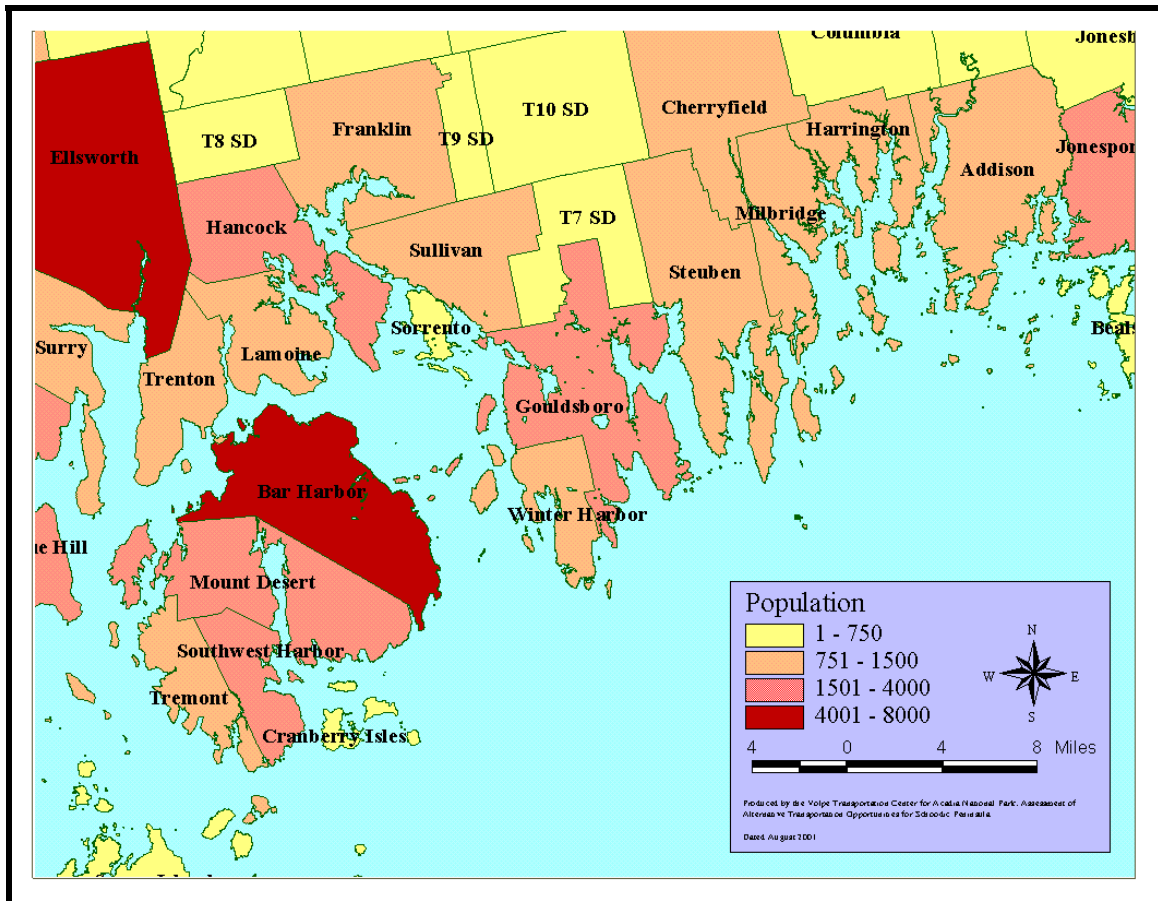 Columbia
Jonesb
Cherryfield
T10 SD
Franklin
T9 SD
T8 SD
Harrington
Ellsworth
Jonespor
Addison
Milbridge
Hancock
T7 SD
Sullivan
Steuben
Sorrento
Beals
Surry
Lamoine
Trenton
Gouldsboro
Bar Harbor
Winter Harbor
ue Hill
Mount Desert
Southwest Harbor
Tremont
Cranberry Isles
Population
1 - 750
751 - 1500
1501 - 4000
4001 - 8000
N
W E
S
4 0 4 8 Miles
Produced by the Volpe Transportation Center for Acadia National Park. Assessment of
Alternative Transportation Opportunities for Schoodic Peninsula
Dated August 2001